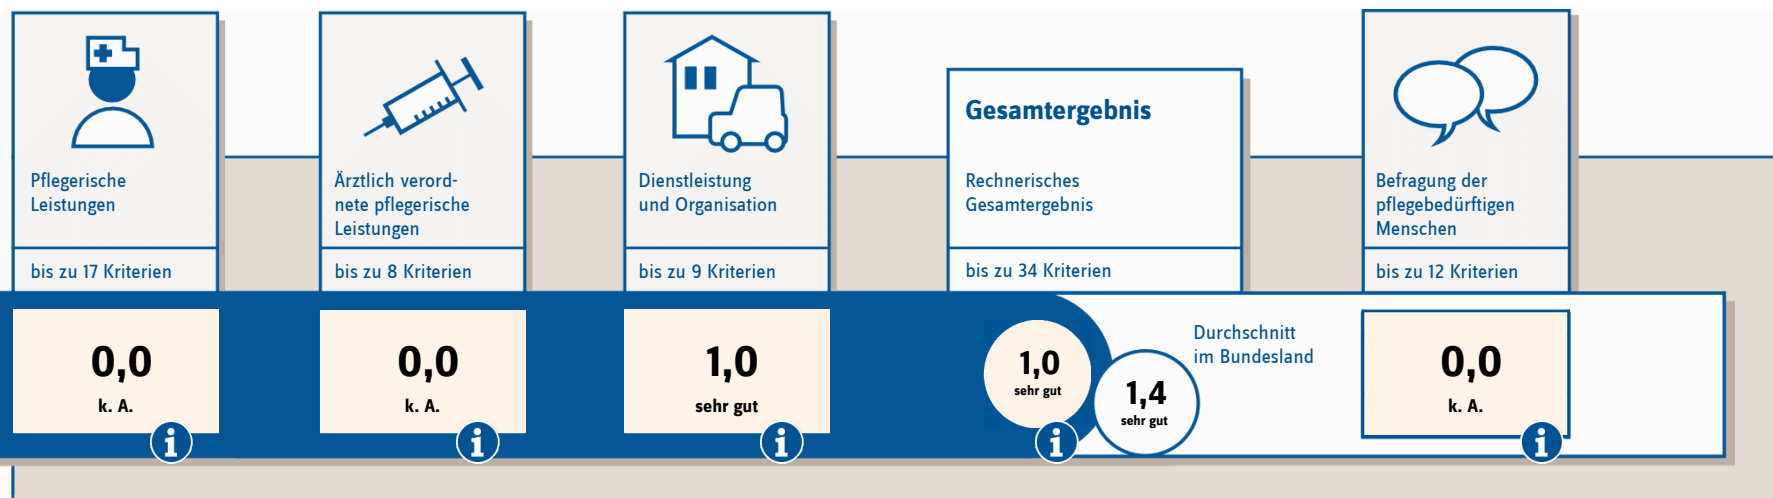 Pflegerische
Leistungen
bis zu 17 Kriterien
0,0
k. A.
Ärztlich verord-
nete pflegerische
Leistungen
bis zu 8 Kriterien
0,0
k. A.
Dienstleistung
und Organisation
bis zu 9 Kriterien
1,0
sehr gut
Gesamtergebnis
Rechnerisches
Gesamtergebnis
bis zu 34 Kriterien
1,0
sehr gut
1,4
sehr gut
Durchschnitt
im Bundesland
Befragung der
pflegebedürftigen
Menschen
bis zu 12 Kriterien
0,0
k. A.